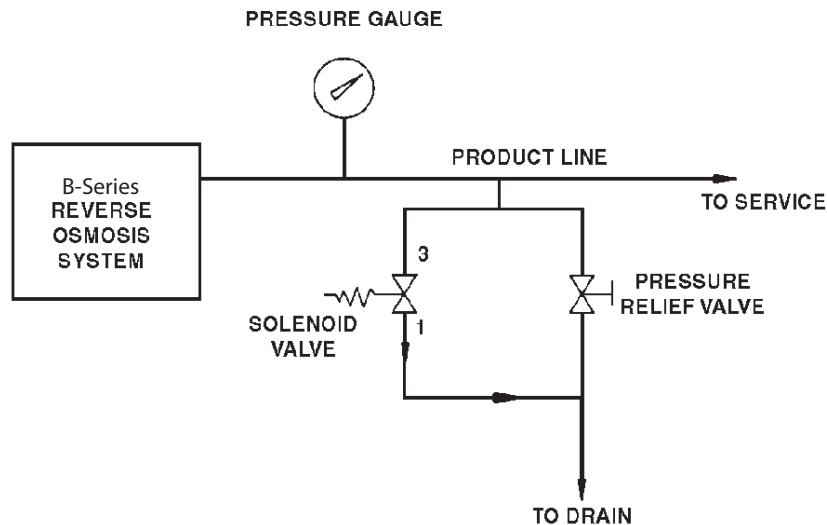 PRESSURE GAUGE
B-Series
REVERSE
OSMOSIS
SYSTEM
PRODUCT LINE
TO SERVICE
3
SOLENOID
VALVE
1
PRESSURE
RELIEF VALVE
TO DRAIN